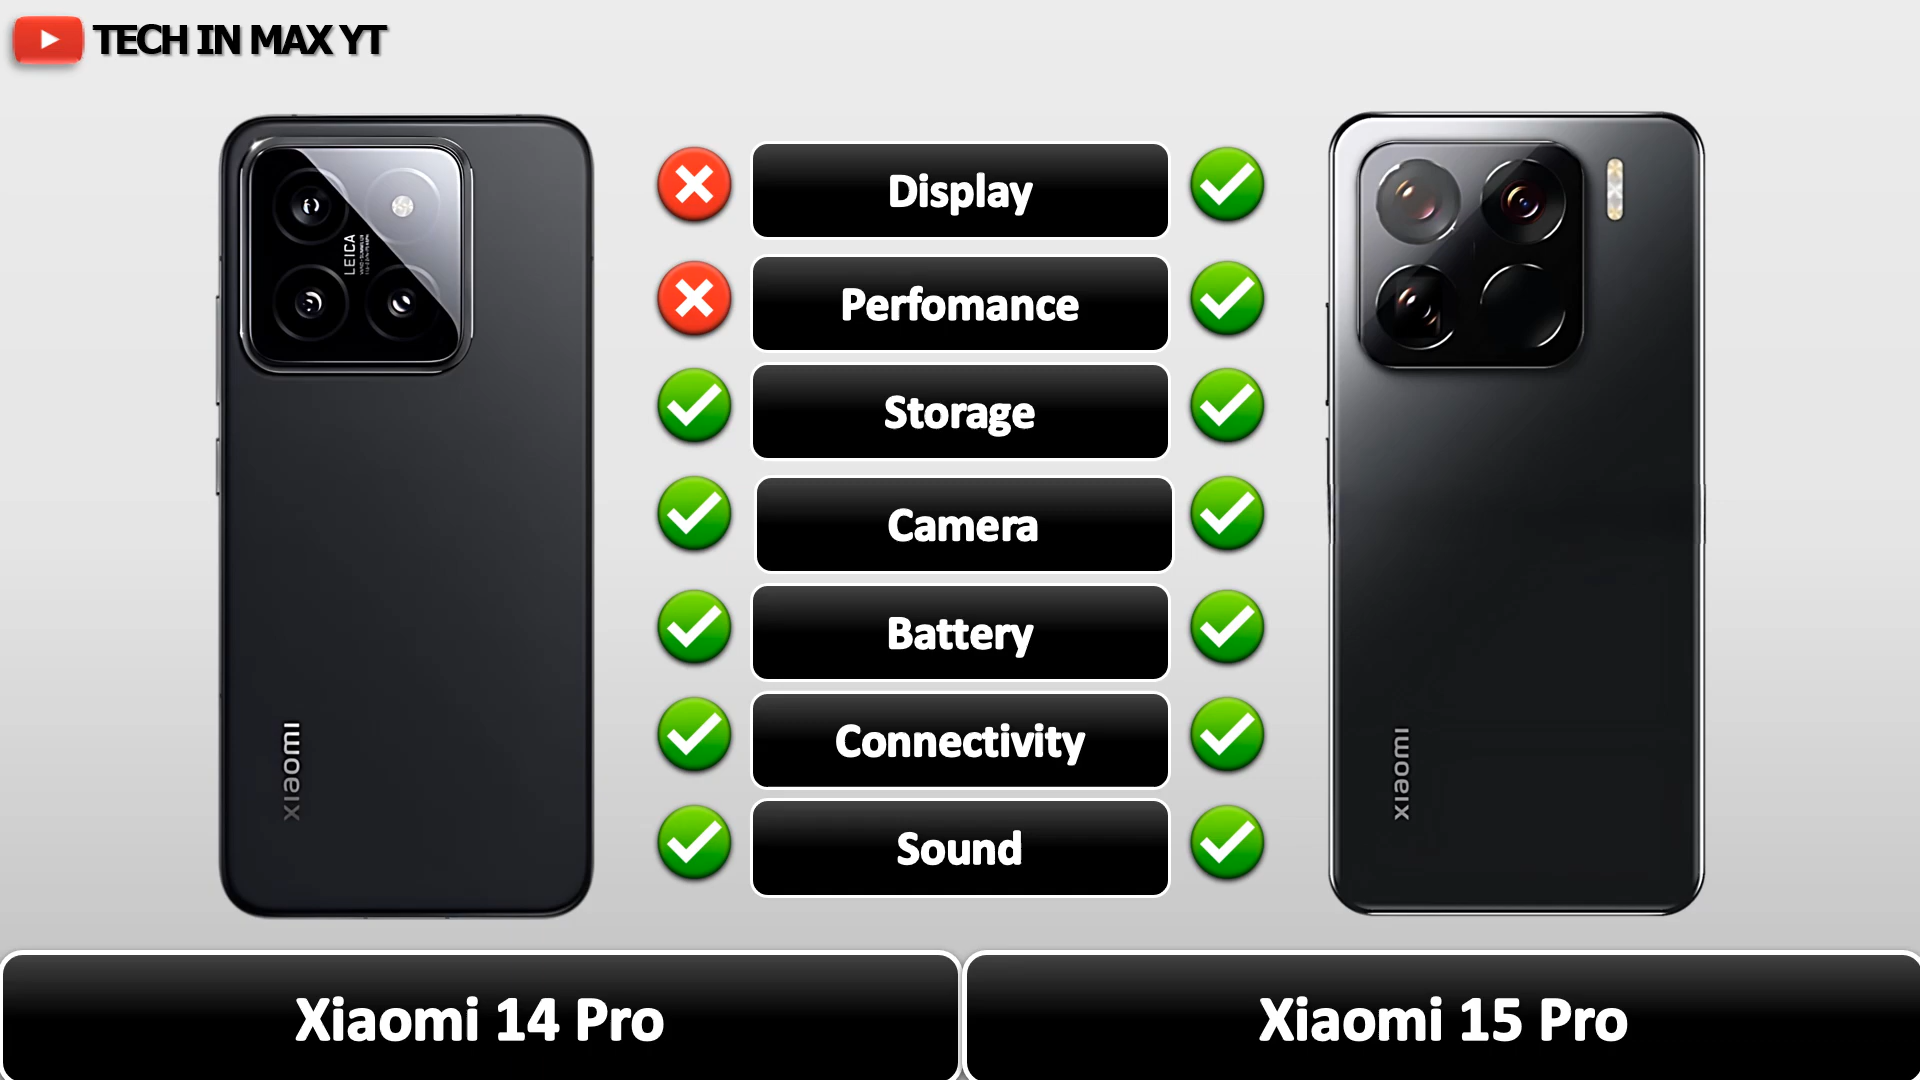 TECH IN MAX YT
LEICA
Display
Perfomance
Storage
Camera
Battery
Connectivity
Sound
xiaomi
xiaomi
Xiaomi 14 Pro
Xiaomi 15 Pro